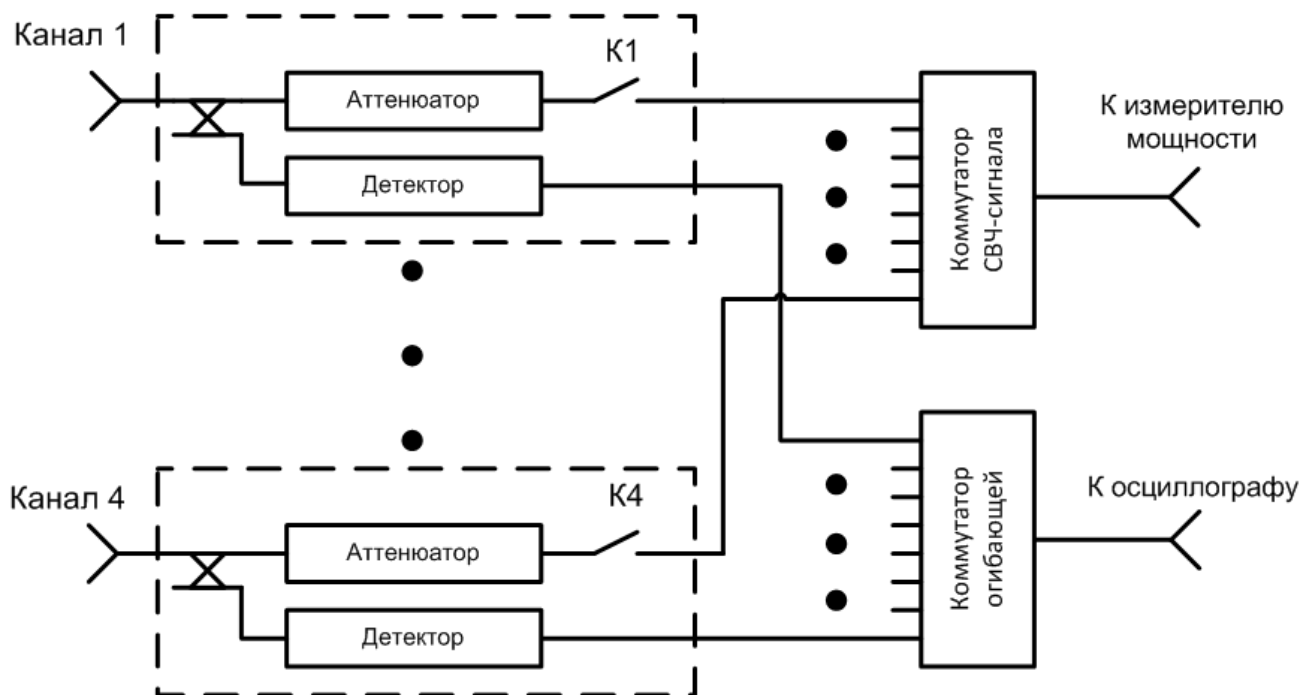 Канал 1
К1
Аттенюатор
Детектор
Коммутатор
СВЧ-сигнала
К измерителю
мощности
Канал 4
К4
Аттенюатор
Детектор
Коммутатор
огибающей
К осциллографу